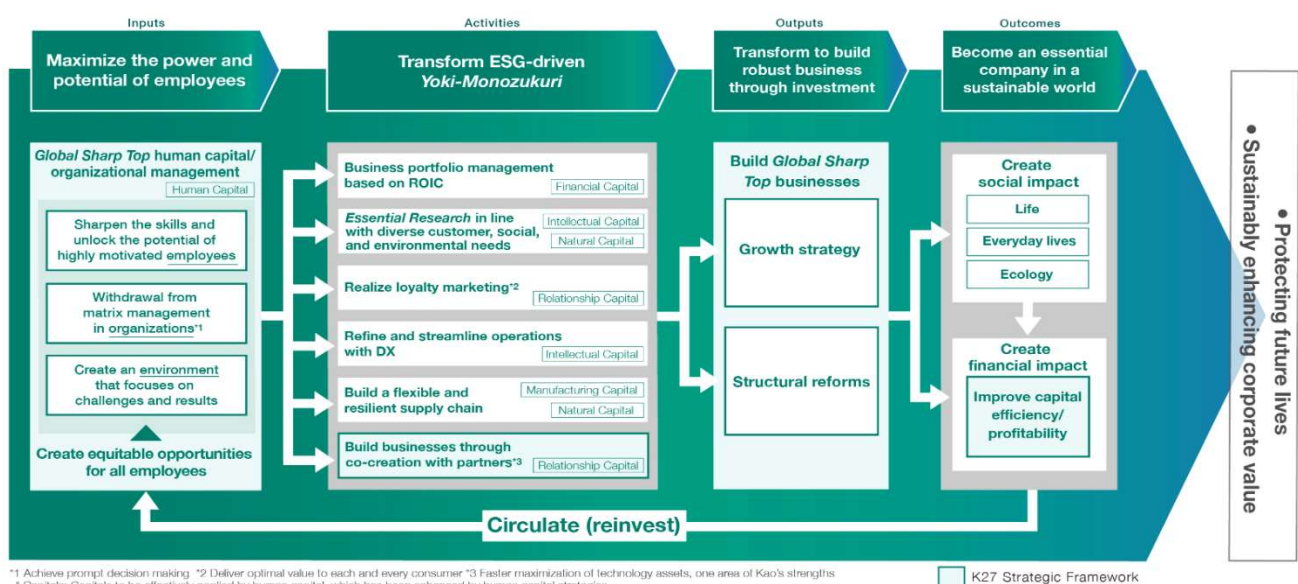 Inputs
Maximize the power and
potential of employees
Activities
Transform ESG-driven
Yoki-Monozukuri
Outputs
Transform to build
robust business
through investment
Outcomes
Become an essential
company in a
sustainable world
Global Sharp Top human capital/
organizational management
Human Capital
Sharpen the skills and
unlock the potential of
highly motivated employees
Withdrawal from
matrix management
in organizations*1
Create an environment
that focuses on
challenges and results
Create equitable opportunities
for all employees
Business portfolio management
based on ROIC
Financial Capital
Essential Research in line
with diverse customer, social,
and environmental needs
Intellectual Capital
Natural Capital
Realize loyalty marketing*2
Relationship Capital
Refine and streamline operations
with DX
Intellectual Capital
Build a flexible and
resilient supply chain
Manufacturing Capital
Natural Capital
Build businesses through
co-creation with partners*3
Relationship Capital
Build Global Sharp
Top businesses
Growth strategy
Structural reforms
Create
social impact
Life
Everyday lives
Ecology
Create
financial impact
Improve capital
efficiency/
profitability
• Protecting future lives
• Sustainably enhancing corporate value
Circulate (reinvest)
*1 Achieve prompt decision making *2 Deliver optimal value to each and every consumer *3 Faster maximization of technology assets, one area of Kao's strengths
K27 Strategic Framework